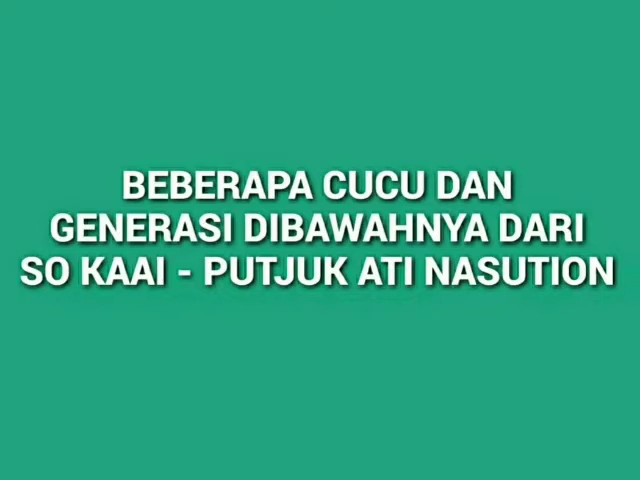 BEBERAPA CUCU DAN
GENERASI DIBAWAHNYA DARI
SO KAAI - PUTJUK ATI NASUTION